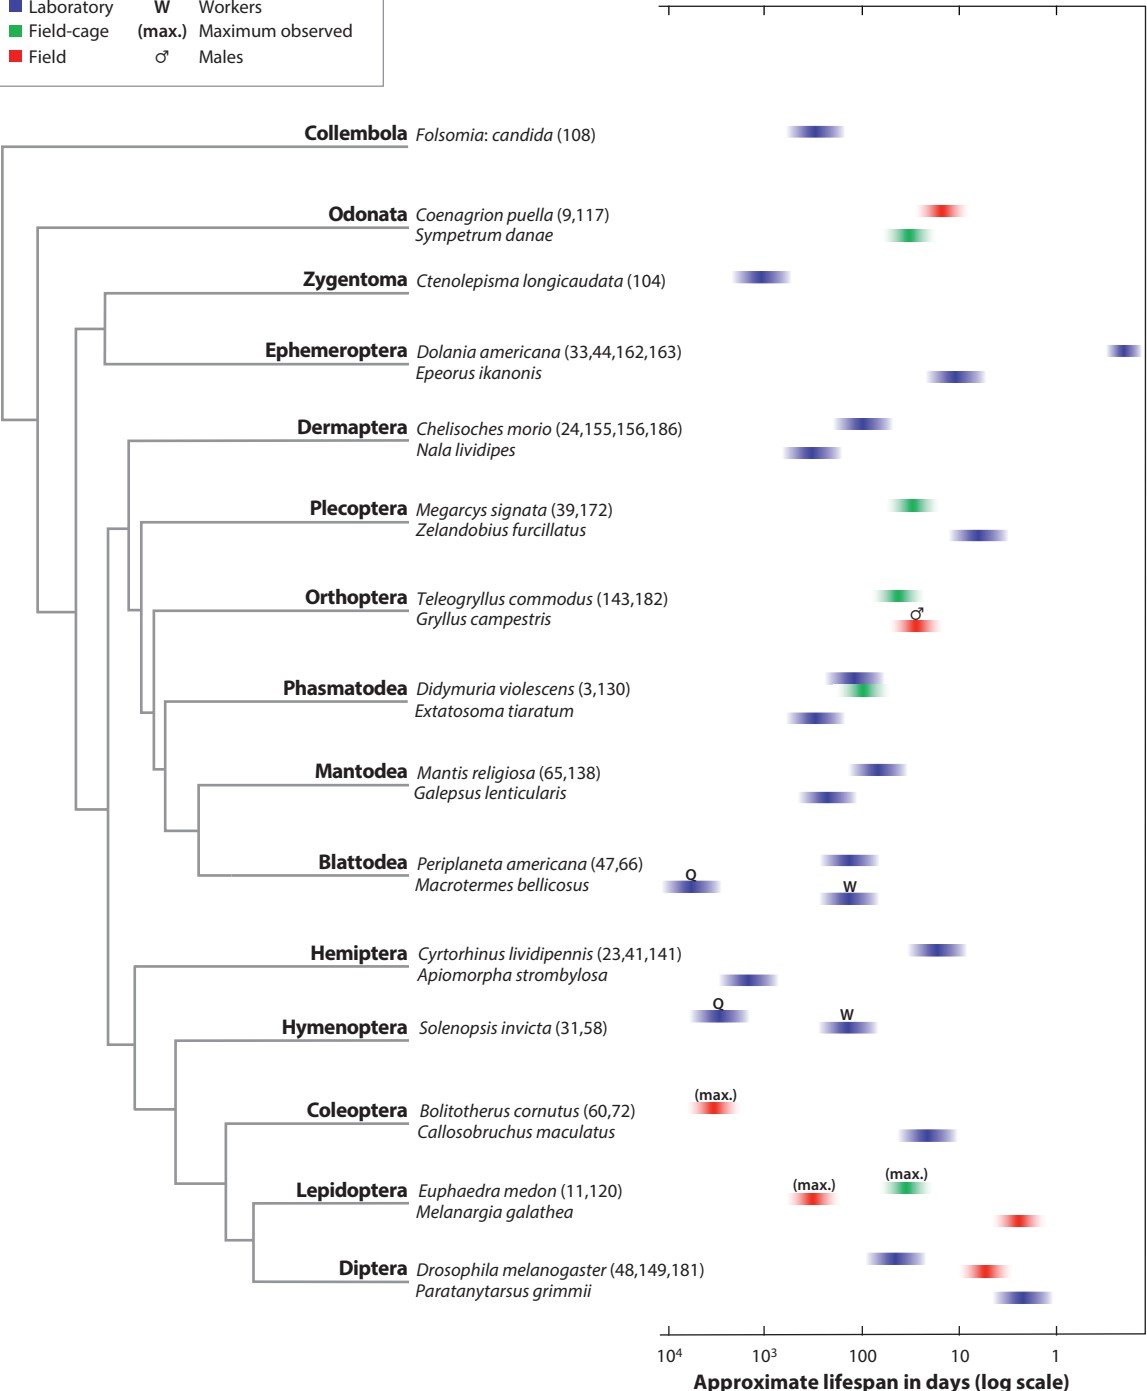 Laboratory W Workers
Field-cage (max.) Maximum observed
Field ♂ Males
Collembola Folsomia: candida (108)
Odonata Coenagrion puella (9,117)
Sympetrum danae
Zygentoma Ctenolepisma longicaudata (104)
Ephemeroptera Dolania americana (33,44,162,163)
Epeorus ikanonis
Dermaptera Chelisoches morio (24,155,156,186)
Nala lividipes
Plecoptera Megarcys signata (39,172)
Zelandobius furcillatus
Orthoptera Teleogryllus commodus (143,182)
♂
Gryllus campestris
Phasmatodea Didymuria violescens (3,130)
Extatosoma tiaratum
Mantodea Mantis religiosa (65,138)
Galepsus lenticularis
Blattodea Periplaneta americana (47,66)
Q
Macrotermes bellicosus W
Hemiptera Cyrtorhinus lividipennis (23,41,141)
Apiomorpha strombylosa
Q
W
Hymenoptera Solenopsis invicta (31,58)
(max.)
Coleoptera Bolitotherus cornutus (60,72)
Callosobruchus maculatus
(max.) (max.)
Lepidoptera Euphaedra medon (11,120)
Melanargia galathea
Diptera Drosophila melanogaster (48,149,181)
Paratanytarsus grimmii
10⁴ 10³ 100 10 1
Approximate lifespan in days (log scale)